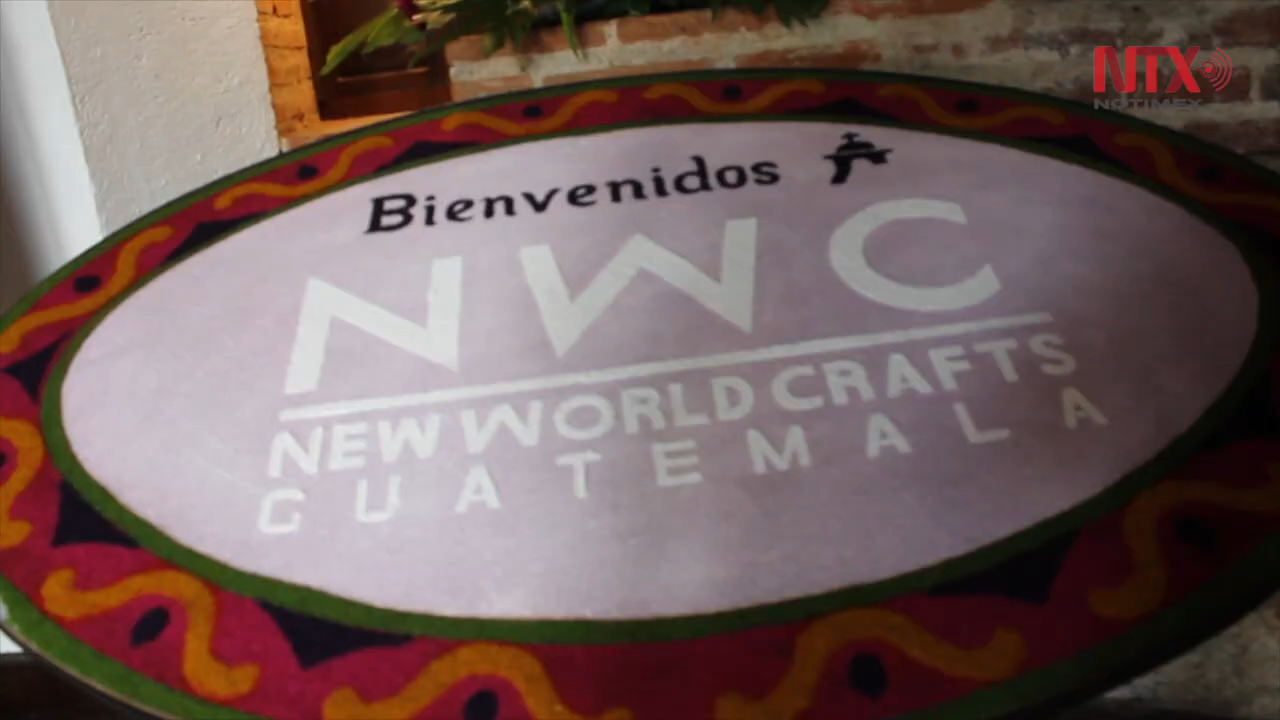 NTX
NOTIMEX
Bienvenidos
NWC
NEW WORLD CRAFTS
GUATEMALA